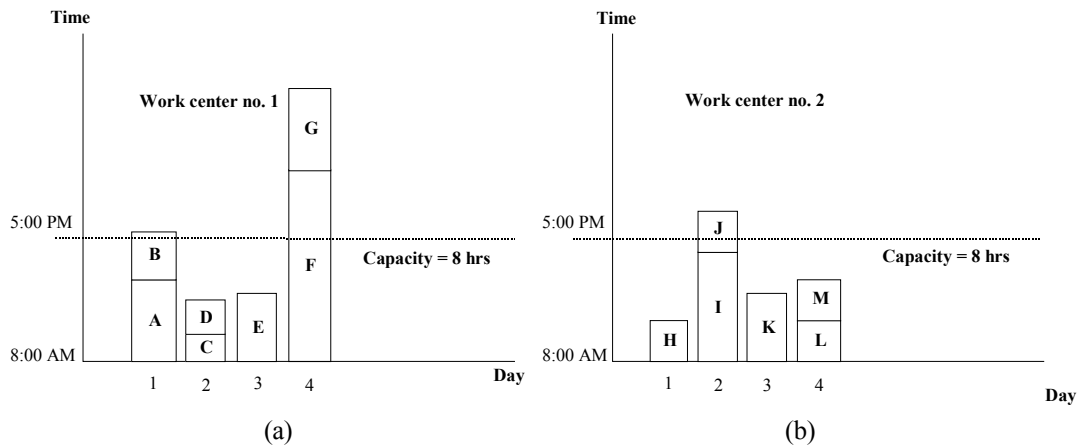 Time
Work center no. 1
G
5:00 PM
B
Capacity = 8 hrs
F
A
D
E
C
8:00 AM
Day
1 2 3 4
(a)
Time
Work center no. 2
5:00 PM
J
Capacity = 8 hrs
I
M
H
K
L
8:00 AM
1 2 3 4
Day
(b)